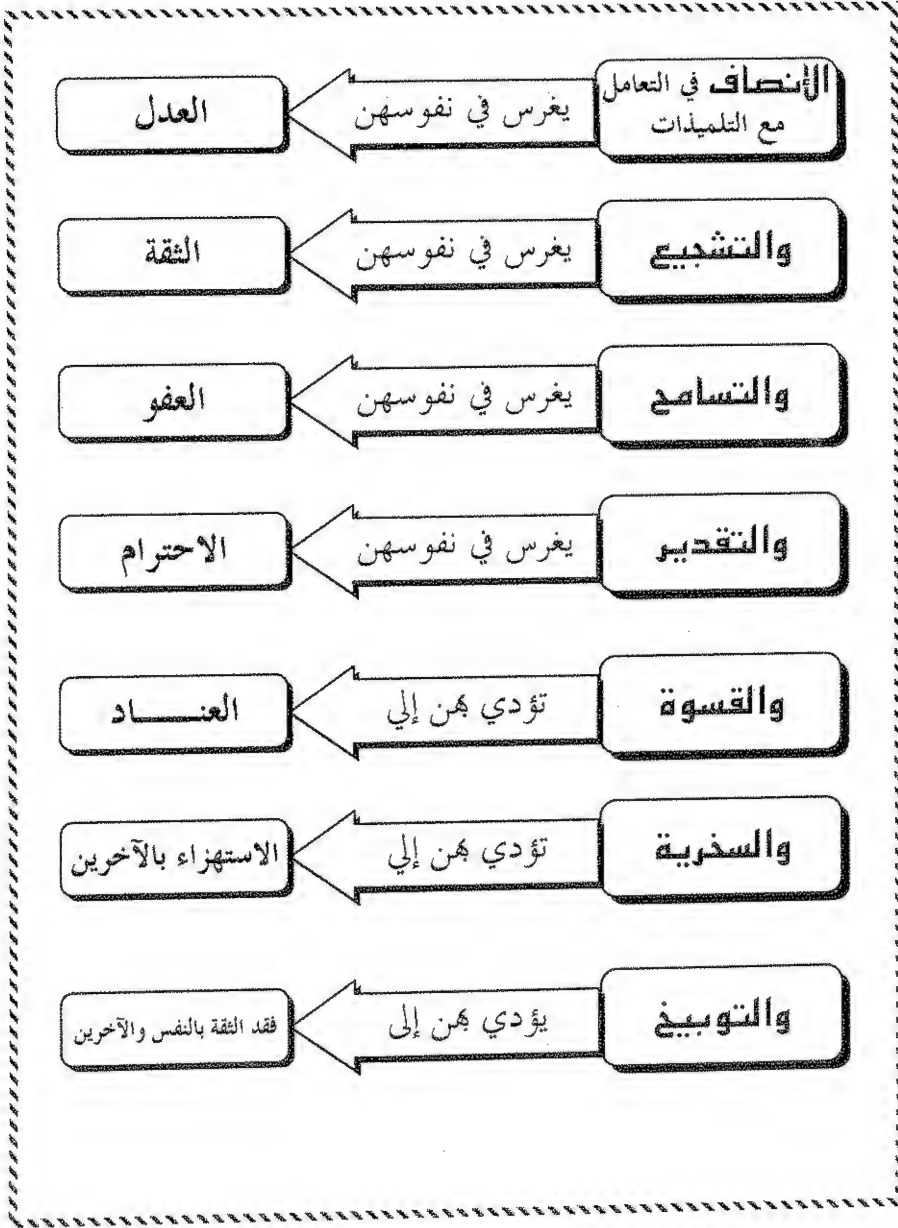 الإنصاف في التعامل
مع التلميذات
يغرس في نفوسهن
العدل
والتشجيع
يغرس في نفوسهن
الثقة
والتسامح
يغرس في نفوسهن
العفو
والتقدير
يغرس في نفوسهن
الاحترام
والقسوة
تؤدي بهن إلي
العنـــــاد
والسخرية
تؤدي بهن إلي
الاستهزاء بالآخرين
والتوبيخ
يؤدي بهن إلى
فقد الثقة بالنفس والآخرين